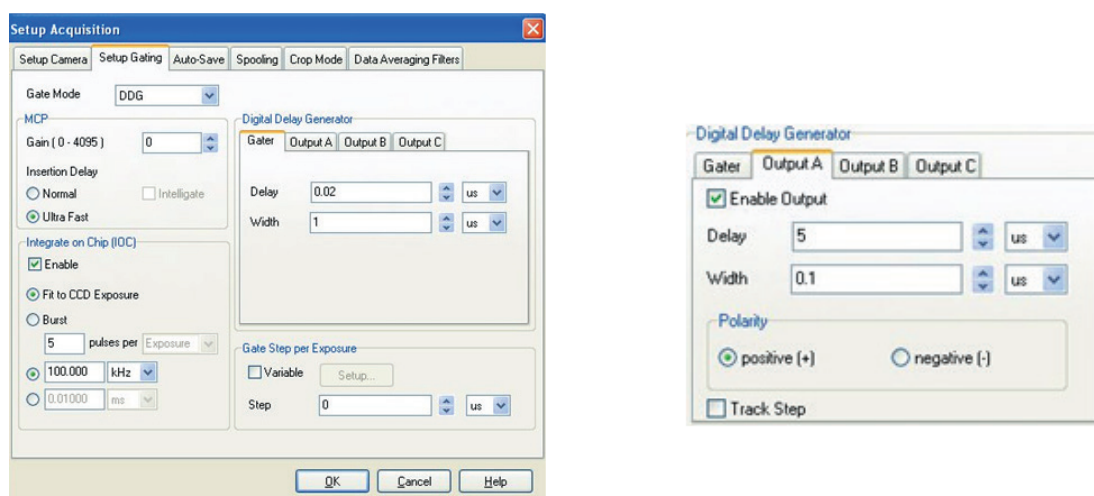 Setup Acquisition
Setup Camera Setup Gating Auto-Save Spooling Crop Mode Data Averaging Filters
Gate Mode DDG
MCP
Gain ( 0 - 4095 ) 0
Insertion Delay
Normal Intelligate
Ultra Fast
Integrate on Chip (IOC)
Enable
Fit to CCD Exposure
Burst
5 pulses per Exposure
100.000 kHz
0.01000 ms
Digital Delay Generator
Gater Output A Output B Output C
Delay 0.02 us
Width 1 us
Gate Step per Exposure
Variable Setup...
Step 0 us
OK Cancel Help
Digital Delay Generator
Gater Output A Output B Output C
Enable Output
Delay 5 us
Width 0.1 us
Polarity
positive (+) negative (-)
Track Step